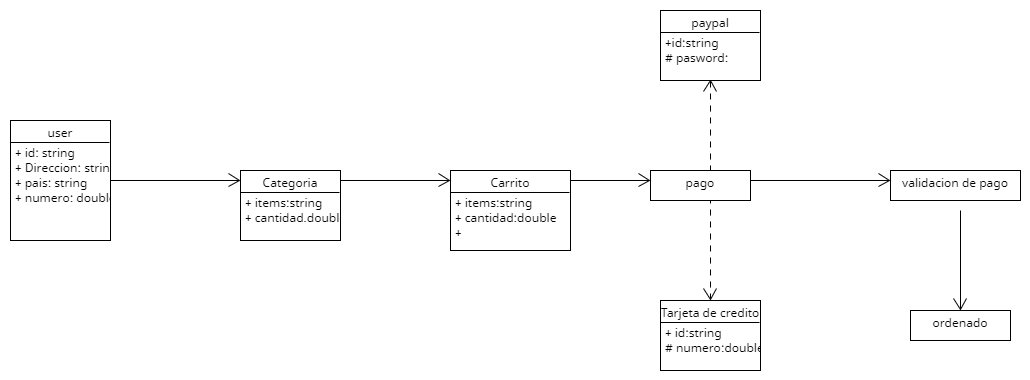 paypal
+id:string
# pasword:
user
+ id: string
+ Direccion: strin
+ pais: string
+ numero: doubl
Categoria
+ items:string
+ cantidad.doubl
Carrito
+ items:string
+ cantidad:double
+
pago
validacion de pago
Tarjeta de credito
+ id:string
# numero:double
ordenado